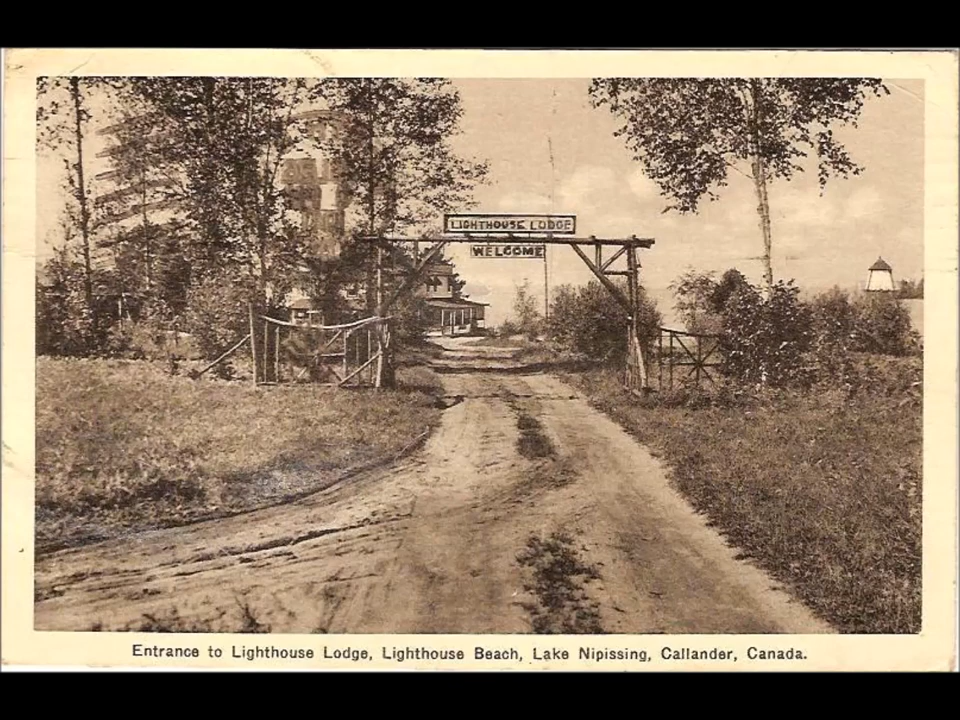 LIGHTHOUSE LODGE
WELCOME
Entrance to Lighthouse Lodge, Lighthouse Beach, Lake Nipissing, Callander, Canada.